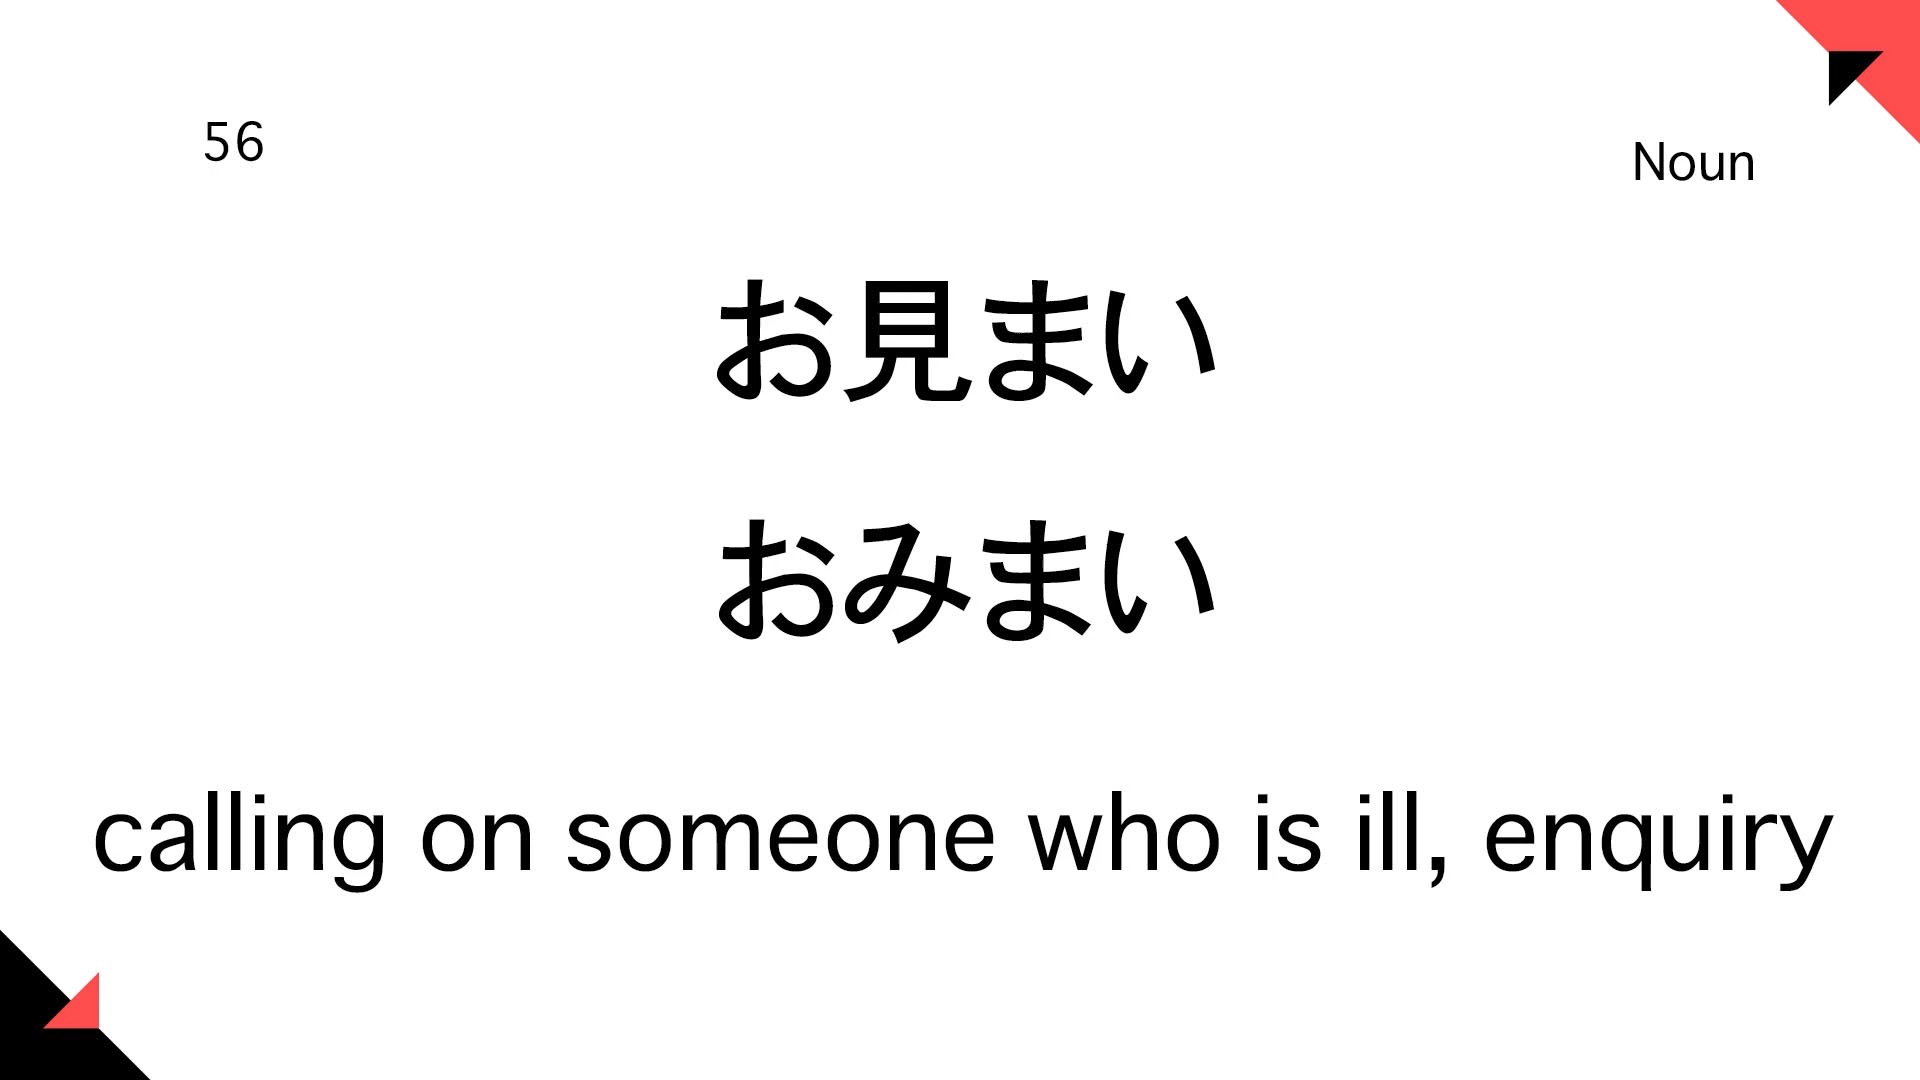 56
Noun
お見まい
おみまい
calling on someone who is ill, enquiry